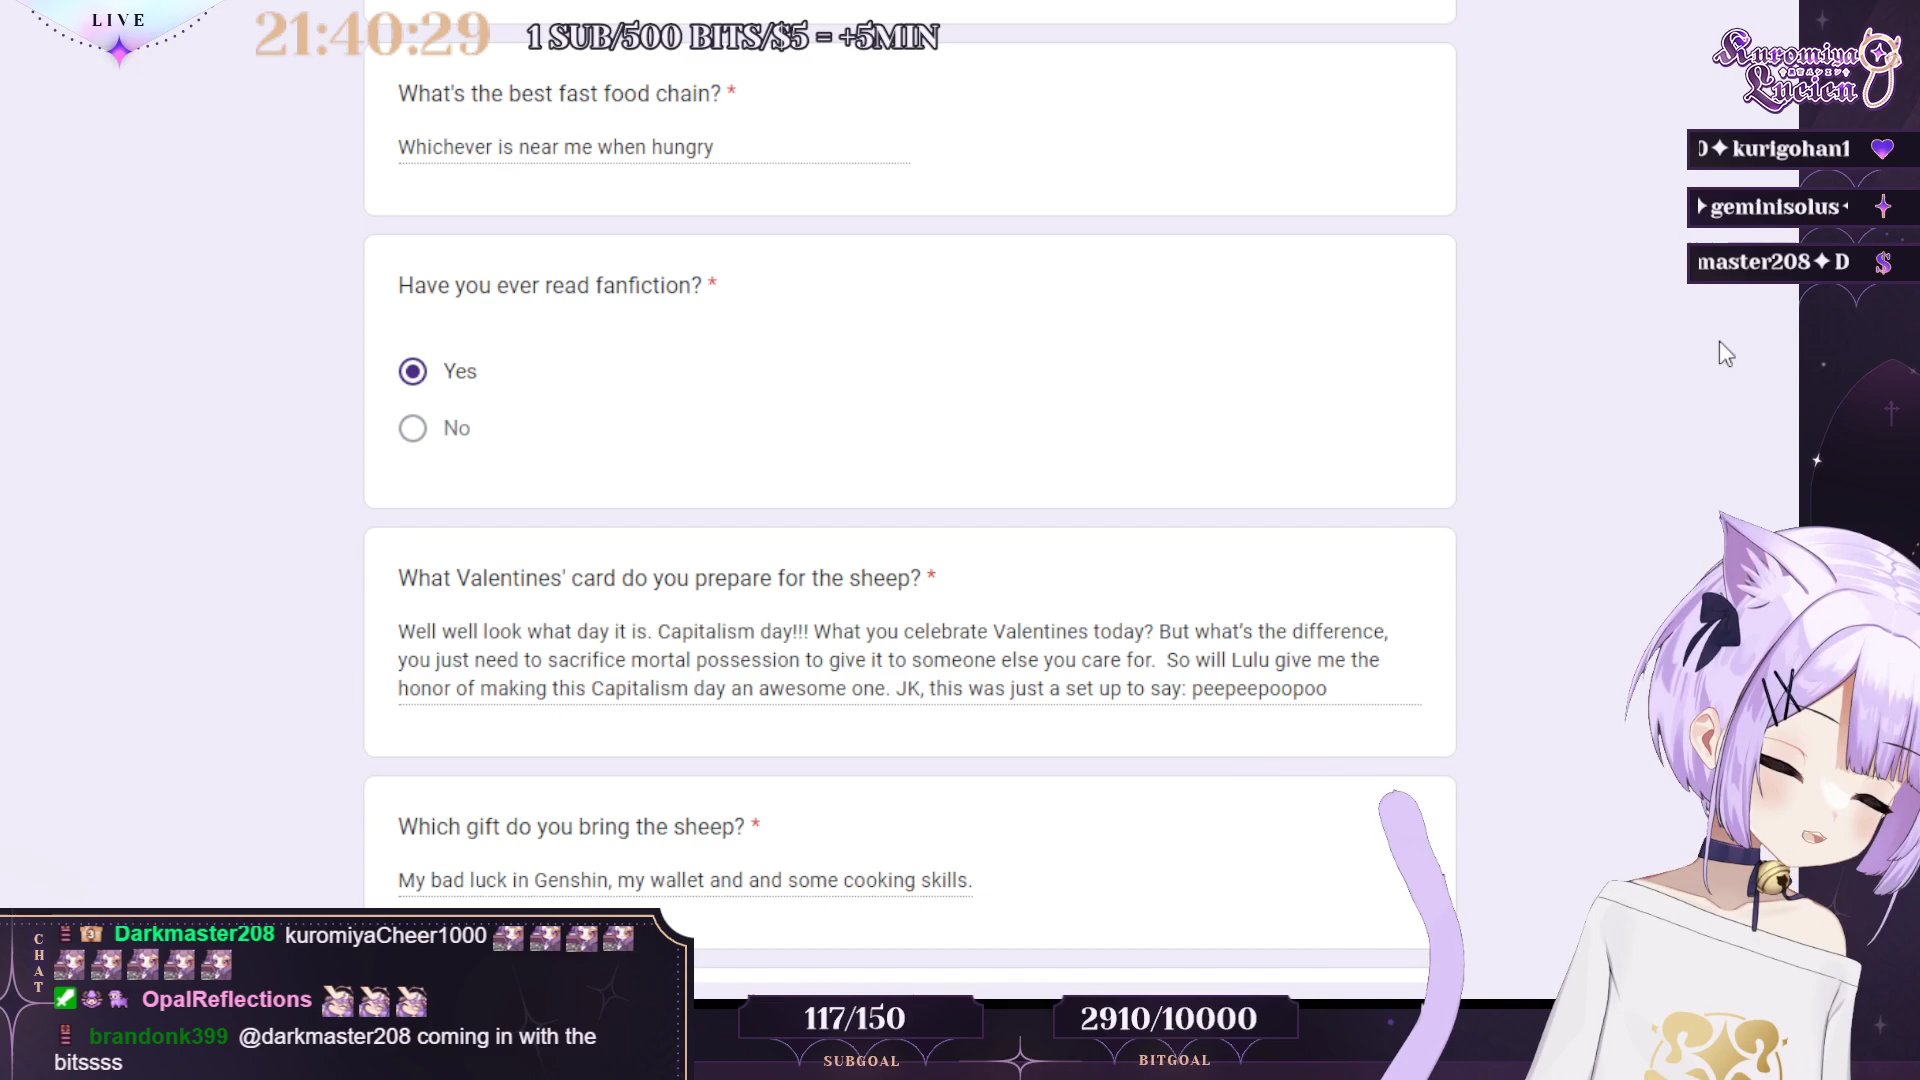 LIVE
21:40:29
1 SUB/500 BITS/$5 = +5MIN
Kuromiya
Lucien
What's the best fast food chain? *
Whichever is near me when hungry
kurigohan1
geminisolus
master208✦D
$
Have you ever read fanfiction? *
Yes
No
What Valentines' card do you prepare for the sheep? *
Well well look what day it is. Capitalism day!!! What you celebrate Valentines today? But what's the difference,
you just need to sacrifice mortal possession to give it to someone else you care for.  So will Lulu give me the
honor of making this Capitalism day an awesome one. JK, this was just a set up to say: peepeepoopoo
Which gift do you bring the sheep? *
My bad luck in Genshin, my wallet and and some cooking skills.
CHAT
Darkmaster208 kuromiyaCheer1000
OpalReflections
brandonk399 @darkmaster208 coming in with the
bitssss
117/150
SUBGOAL
2910/10000
BITGOAL